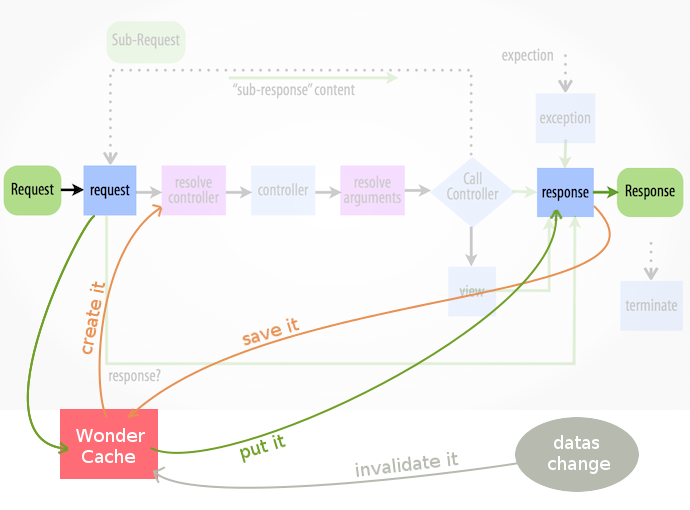 Sub-Request
expection
"sub-response" content
exception
Request
request
resolve
controller
controller
resolve
arguments
Call
Controller
response
Response
view
terminate
create it
save it
response?
Wonder
Cache
put it
invalidate it
datas
change